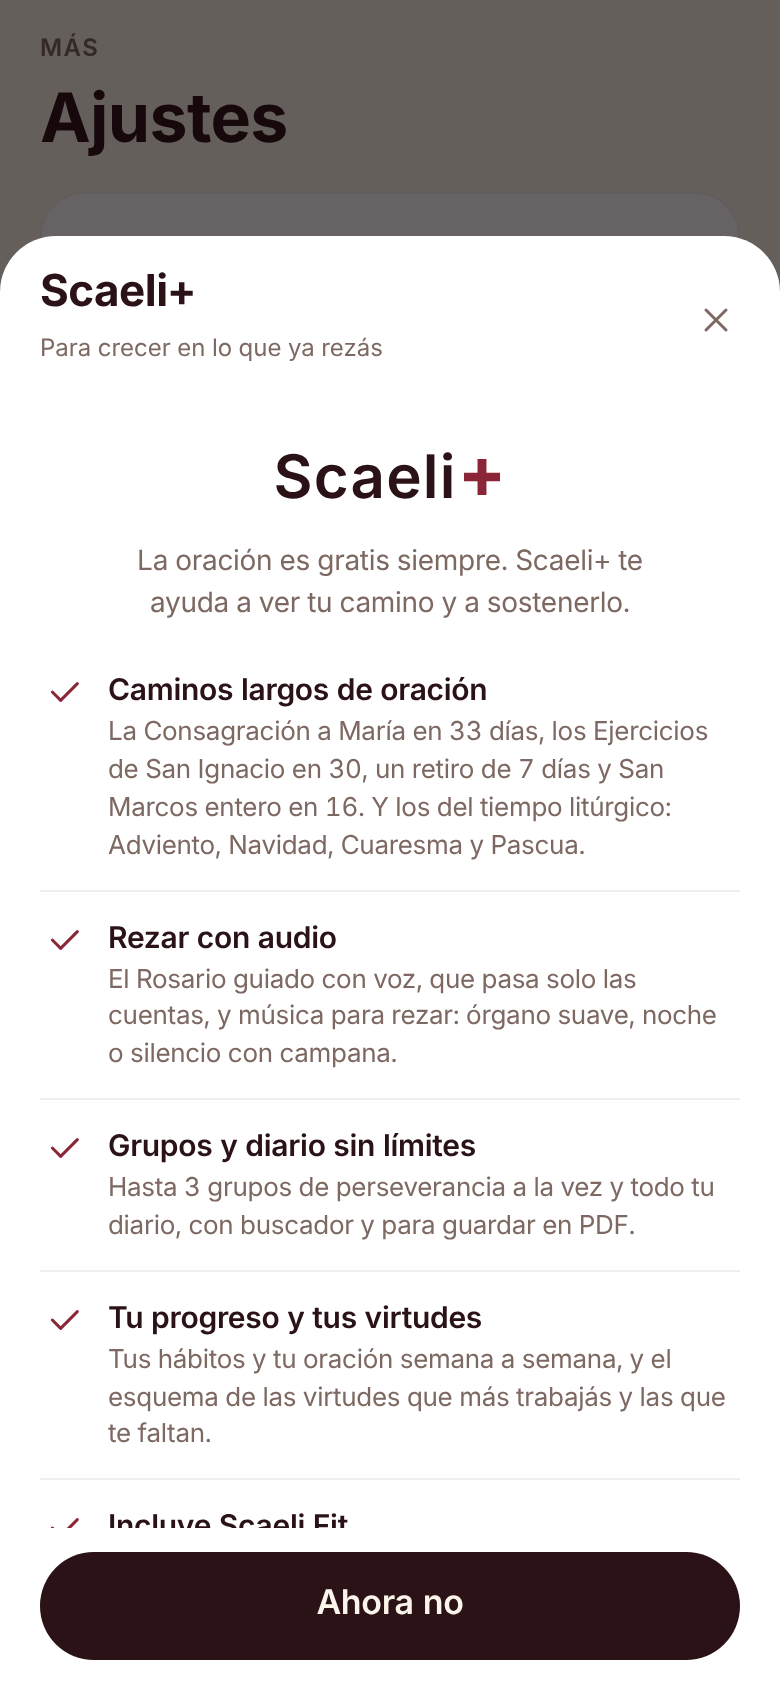 MÁS
Ajustes
Scaeli+
Para crecer en lo que ya rezás
Scaeli+
La oración es gratis siempre. Scaeli+ te
ayuda a ver tu camino y a sostenerlo.
Caminos largos de oración
La Consagración a María en 33 días, los Ejercicios
de San Ignacio en 30, un retiro de 7 días y San
Marcos entero en 16. Y los del tiempo litúrgico:
Adviento, Navidad, Cuaresma y Pascua.
Rezar con audio
El Rosario guiado con voz, que pasa solo las
cuentas, y música para rezar: órgano suave, noche
o silencio con campana.
Grupos y diario sin límites
Hasta 3 grupos de perseverancia a la vez y todo tu
diario, con buscador y para guardar en PDF.
Tu progreso y tus virtudes
Tus hábitos y tu oración semana a semana, y el
esquema de las virtudes que más trabajás y las que
te faltan.
Incluye Scaeli Fit
Ahora no